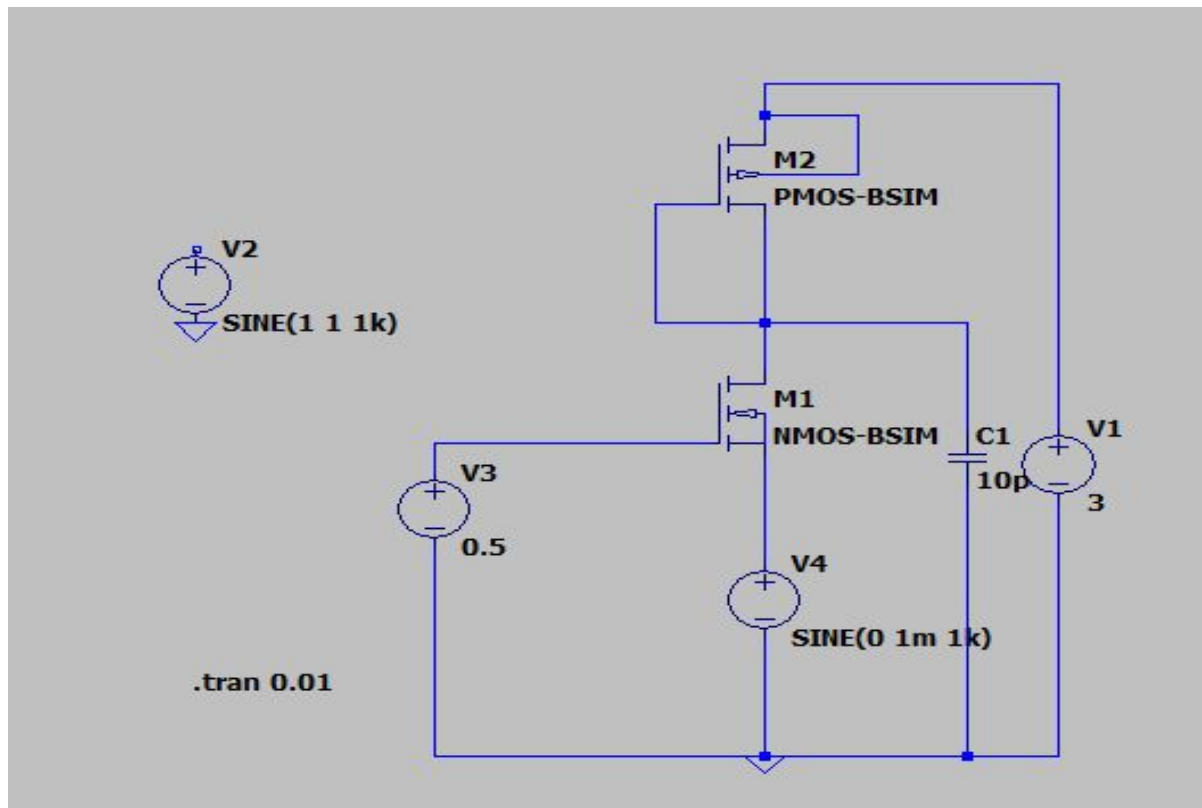 M2
PMOS-BSIM
V2
SINE(1 1 1k)
M1
NMOS-BSIM
C1
10p
V1
3
V3
0.5
V4
SINE(0 1m 1k)
.tran 0.01